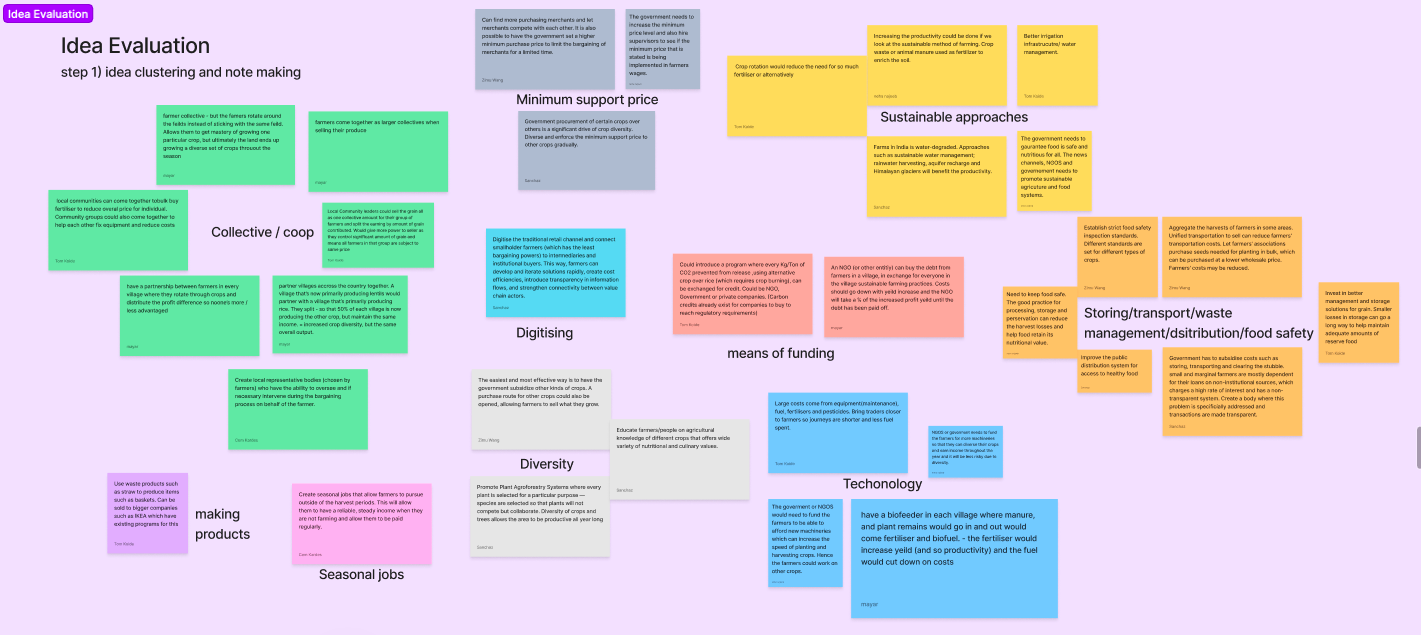 Idea Evaluation
Idea Evaluation
step 1) idea clustering and note making
farmer collective - but the famers rotate around
the fields instead of sticking with the same feild.
Allows them to get mastery of growing one
particular crop, but ultimately the land ends up
growing a diverse set of crops throuout the
season
mayar
farmers come together as larger collectives when
selling their produce
mayar
local communities can come together tobulk buy
fertiliser to reduce overal price for individual.
Community groups could also come together to
help each other fix equipment and reduce costs
Tom Kaida
Collective / coop
Local Community leaders could sell the grain all
as one collective amount for their group of
farmers and split the earning by amount of grain
contributed. Would give more power to seller as
they control significant amount of grain and
means all farmers in that group are subject to
same price
have a partnership between farmers in every
village where they rotate through crops and
distribute the profit difference so nomers more /
less advantaged
mayar
partner villages accross the country together. A
village that's now primarily producing lentils would
partner with a village that's primarily producing
rice. They split - so that 50% of each village is now
producing the other crop, but maintain the same
income. = increased crop diversity, but the same
overall output.
mayar
Create local representative bodies (chosen by
farmers) who have the ability to oversee and if
necessary intervene during the bargaining
process on behalf of the farmer.
Use waste products such
as straw to produce items
such as baskets. Can be
sold to bigger companies
such as IKEA which have
existing programs for this
making
products
Create seasonal jobs that allow farmers to pursue
outside of the harvest periods. This will allow
them to have a reliable, steady income when they
are not farming and allow them to be paid
regularly.
Seasonal jobs
Can find more purchasing merchants and let
merchants compete with each other. It is also
possible to have the government set a higher
minimum purchase price to limit the bargaining of
merchants for a limited time.
Zimu Wang
The government needs to
increase the minimum
price level and also hire
supervisors to see if the
minimum price that is
stated is being
implemented in farmers
wages.
Minimum support price
Government procurement of certain crops over
others is a significant drive of crop diversity.
Diverse and enforce the minimum support price to
other crops gradually.
Sanchas
Digitise the traditional retail channel and connect
smallholder farmers (which has the least
bargaining powers) to intermediaries and
institutional buyers. This way, farmers can
develop and iterate solutions rapidly, create cost
efficiencies, introduce transparency in information
flows, and strengthen connectivity between value
chain actors.
Sanchas
Digitising
Could introduce a program where every Kg/Ton of
CO2 prevented from release ,using alternative
crop over rice (which requires crop turning), can
be exchanged for credit. Could be NGO,
Government or private companies. (Carbon
credits already exist for companies to buy to
reach regulatory requirements)
An NGO (or other entity) can buy the debt from
farmers in a village, in exchange for everyone in
the village sustainable farming practices. Costs
should go down with yeild increase and the NGO
will take a % of the increased profit yeild until the
debt has been paid off.
mayar
means of funding
The easiest and most effective way is to have the
government subsidize other kinds of crops. A
purchase route for other crops could also be
opened, allowing farmers to sell what they grow.
Zimu Wang
Diversity
Educate farmers/people on agricultural
knowledge of different crops that offers wide
variety of nutritional and culinary values.
Sanchas
Promote Plant Agroforestry Systems where every
plant is selected for a particular purpose —
species are selected so that plants will not
compete but collaborate. Diversity of crops and
trees allows the area to be productive all year long
Sanchas
Crop rotation would reduce the need for so much
fertiliser or alternatively
Increasing the productivity could be done if we
look at the sustainable method of farming. Crop
waste or animal manure used as fertilizer to
enrich the soil.
Better irrigation
infrastrucutre/ water
management.
Sustainable approaches
Farms in India is water-degraded. Approaches
such as sustainable water management;
rainwater harvesting, aquifer recharge and
Himalayan glaciers will benefit the productivity.
Sanchas
The government needs to
gaurantee food is safe and
nutritious for all. The news
channels, NGOS and
governement needs to
promote sustainable
agricuture and food
systems.
Establish strict food safety
inspection standards.
Different standards are
set for different types of
crops.
Zimu Wang
Aggregate the harvests of farmers in some areas.
Unified transportation to sell can reduce farmers'
transportation costs. Let farmers' associations
purchase seeds needed for planting in bulk, which
can be purchased at a lower wholesale price.
Farmers' costs may be reduced.
Zimu Wang
Need to keep food safe.
The good practice for
processing, storage and
perservation can reduce
the harvest losses and
help food retain its
nutritional value.
Storing/transport/waste
management/dsitribution/food safety
Invest in better
management and storage
solutions for grain. Smaller
losses in storage can go a
long way to help maintain
adequate amounts of
reserve food
Improve the public
distribution system for
access to healthy food
Government has to subsidise costs such as
storing, transporting and clearing the stubble.
small and marginal farmers are mostly dependent
for their loans on non-institutional sources, which
charges a high rate of interest and has a non-
transparent system. Create a body where this
problem is specificially addressed and
transactions are made transparent.
Sanchas
Large costs come from equipment(maintenance),
fuel, fertilisers and pesticides. Bring traders closer
to farmers so journeys are shorter and less fuel
spent.
NGOS or goverment needs to fund
the farmers for more machineries
so that they can diverse their crops
and earn income throughout the
year and it will be less risky due to
diversity.
Techonology
The goverment or NGOS
would need to fund the
farmers to be able to
afford new machineries
which can increase the
speed of planting and
harvesting crops. Hence
the farmers could work on
other crops.
have a biofeeder in each village where manure,
and plant remains would go in and out would
come fertiliser and biofuel. - the fertiliser would
increase yeild (and so productivity) and the fuel
would cut down on costs
mayar